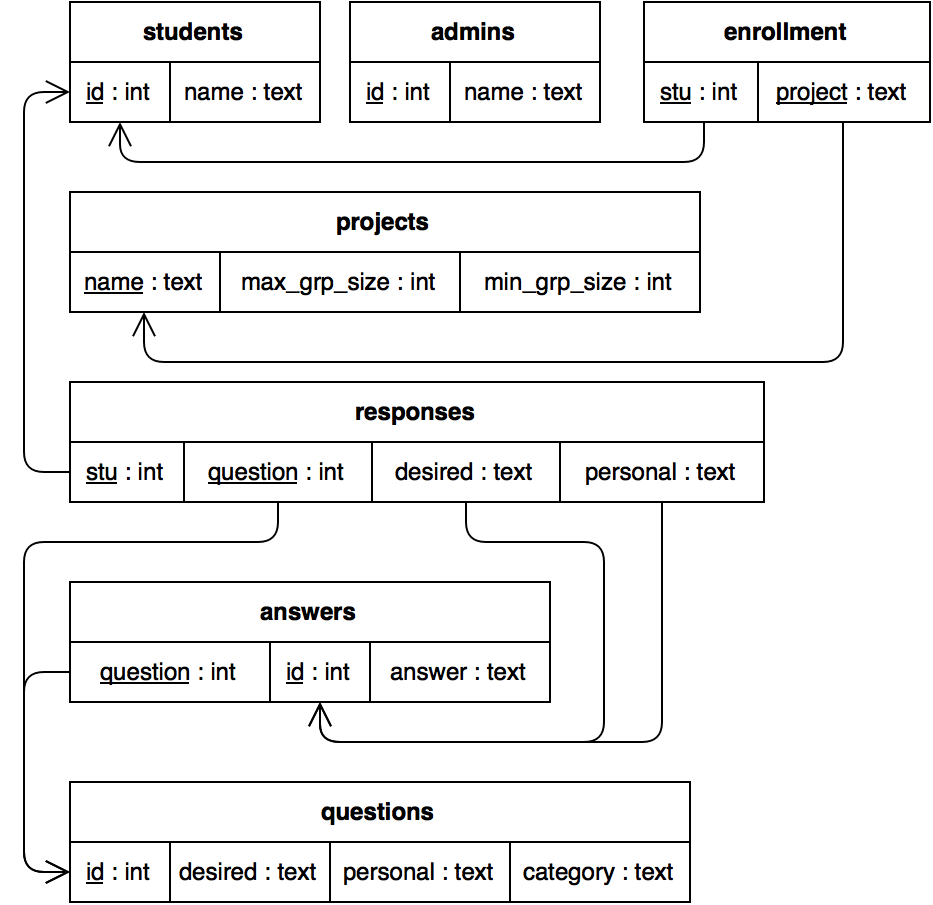 students admins enrollment
id : int name : text id : int name : text stu : int project : text
projects
name : text max_grp_size : int min_grp_size : int
responses
stu : int question : int desired : text personal : text
answers
question : int id : int answer : text
questions
id : int desired : text personal : text category : text